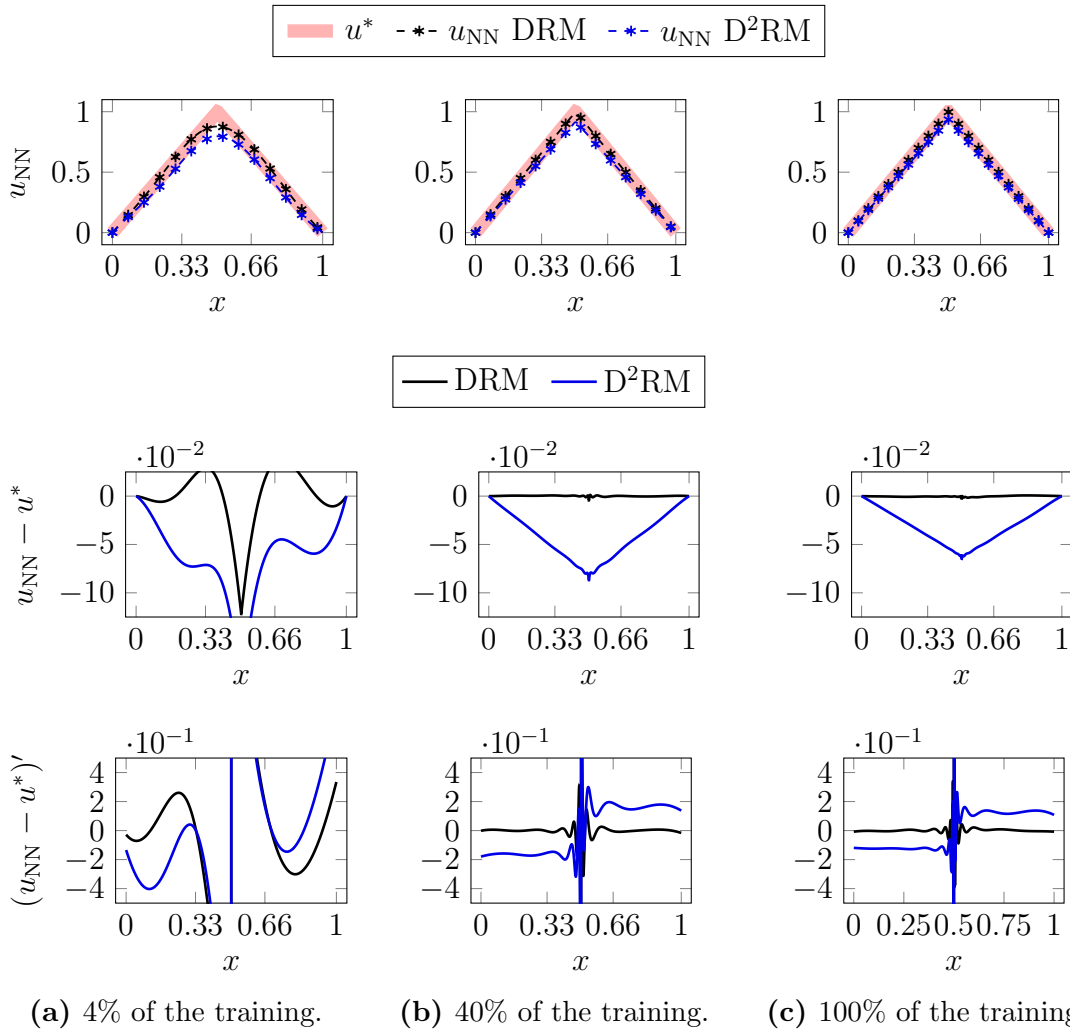 u* u_NN DRM u_NN D²RM
1
0.5
0
u_NN
0 0.33 0.66 1
x
1
0.5
0
0 0.33 0.66 1
x
1
0.5
0
0 0.33 0.66 1
x
DRM D²RM
·10⁻²
0
−5
−10
u_NN − u*
0 0.33 0.66 1
x
·10⁻²
0
−5
−10
0 0.33 0.66 1
x
·10⁻²
0
−5
−10
0 0.33 0.66 1
x
·10⁻¹
4
2
0
−2
−4
(u_NN − u*)′
0 0.33 0.66 1
x
·10⁻¹
4
2
0
−2
−4
0 0.33 0.66 1
x
·10⁻¹
4
2
0
−2
−4
0 0.25 0.5 0.75 1
x
(a) 4% of the training.
(b) 40% of the training.
(c) 100% of the training